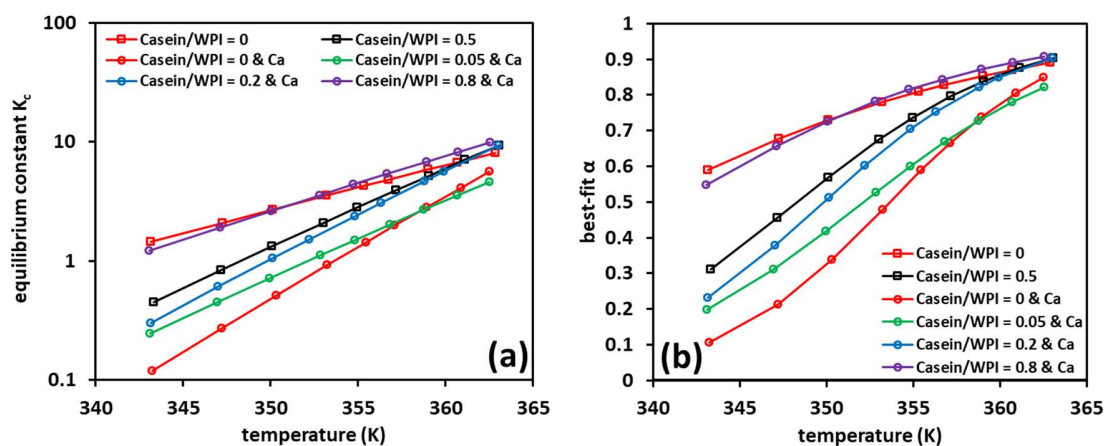 100
10
1
0.1
equilibrium constant Kc
Casein/WPI = 0
Casein/WPI = 0.5
Casein/WPI = 0 & Ca
Casein/WPI = 0.05 & Ca
Casein/WPI = 0.2 & Ca
Casein/WPI = 0.8 & Ca
(a)
340 345 350 355 360 365
temperature (K)
1
0.9
0.8
0.7
0.6
0.5
0.4
0.3
0.2
0.1
0
best-fit α
Casein/WPI = 0
Casein/WPI = 0.5
Casein/WPI = 0 & Ca
Casein/WPI = 0.05 & Ca
Casein/WPI = 0.2 & Ca
Casein/WPI = 0.8 & Ca
(b)
340 345 350 355 360 365
temperature (K)